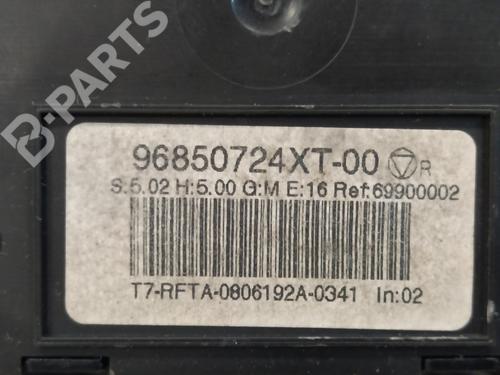 B-PARTS
96850724XT-00 R
S:5.02 H:5.00 G:M E:16 Ref:69900002
T7-RFTA-0806192A-0341 In:02